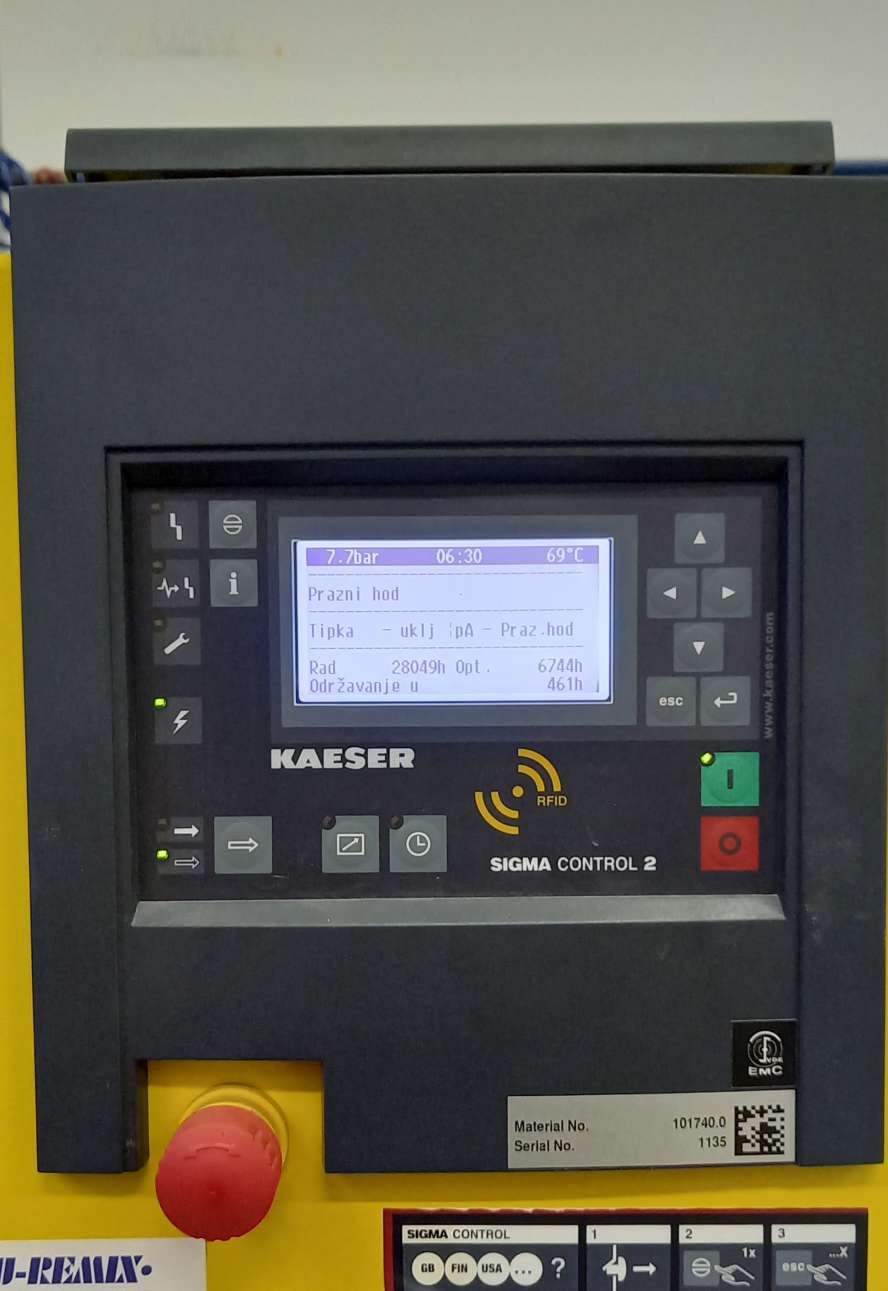 7.7bar 06:30 69°C
Prazni hod
Tipka - uklj ¦pA - Praz.hod
Rad 28049h Opt. 6744h
Održavanje u 461h
esc
www.kaeser.com
KAESER
RFID
SIGMA CONTROL 2
VDE
EMC
Material No. 101740.0
Serial No. 1135
U-REMIX
SIGMA CONTROL 1 2 3
GB FIN USA ... ? 1x esc ...x